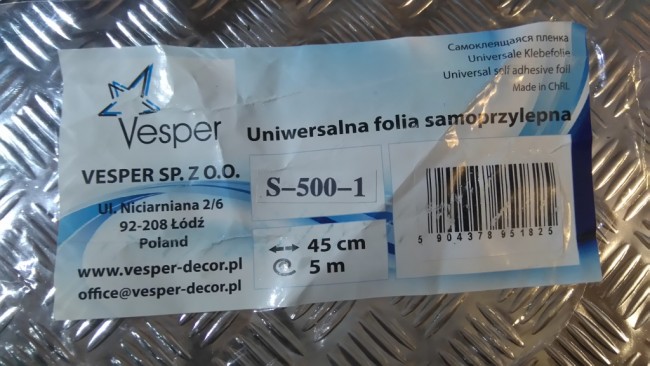 Vesper
VESPER SP. Z O.O.
Ul. Niciarniana 2/6
92-208 Łódź
Poland
www.vesper-decor.pl
office@vesper-decor.pl
Самоклеящаяся пленка
Universale Klebefolie
Universal self adhesive foil
Made in ChRL
Uniwersalna folia samoprzylepna
S-500-1
45 cm
5 m
5 904378 951825